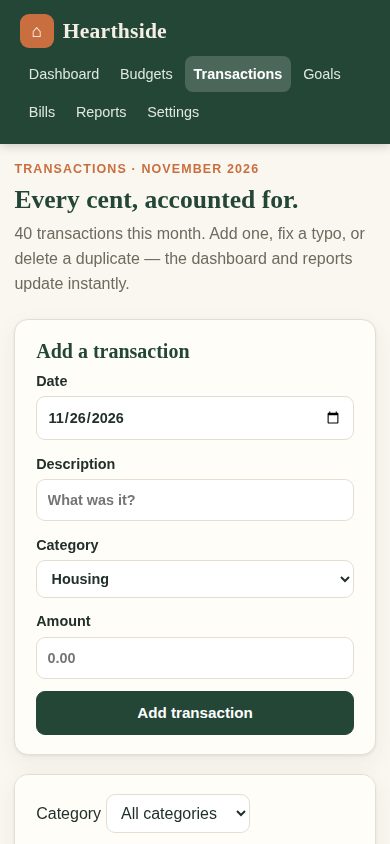 Hearthside
Dashboard Budgets Transactions Goals
Bills Reports Settings
TRANSACTIONS · NOVEMBER 2026
Every cent, accounted for.
40 transactions this month. Add one, fix a typo, or
delete a duplicate — the dashboard and reports
update instantly.
Add a transaction
Date
11/26/2026
Description
What was it?
Category
Housing
Amount
0.00
Add transaction
Category All categories